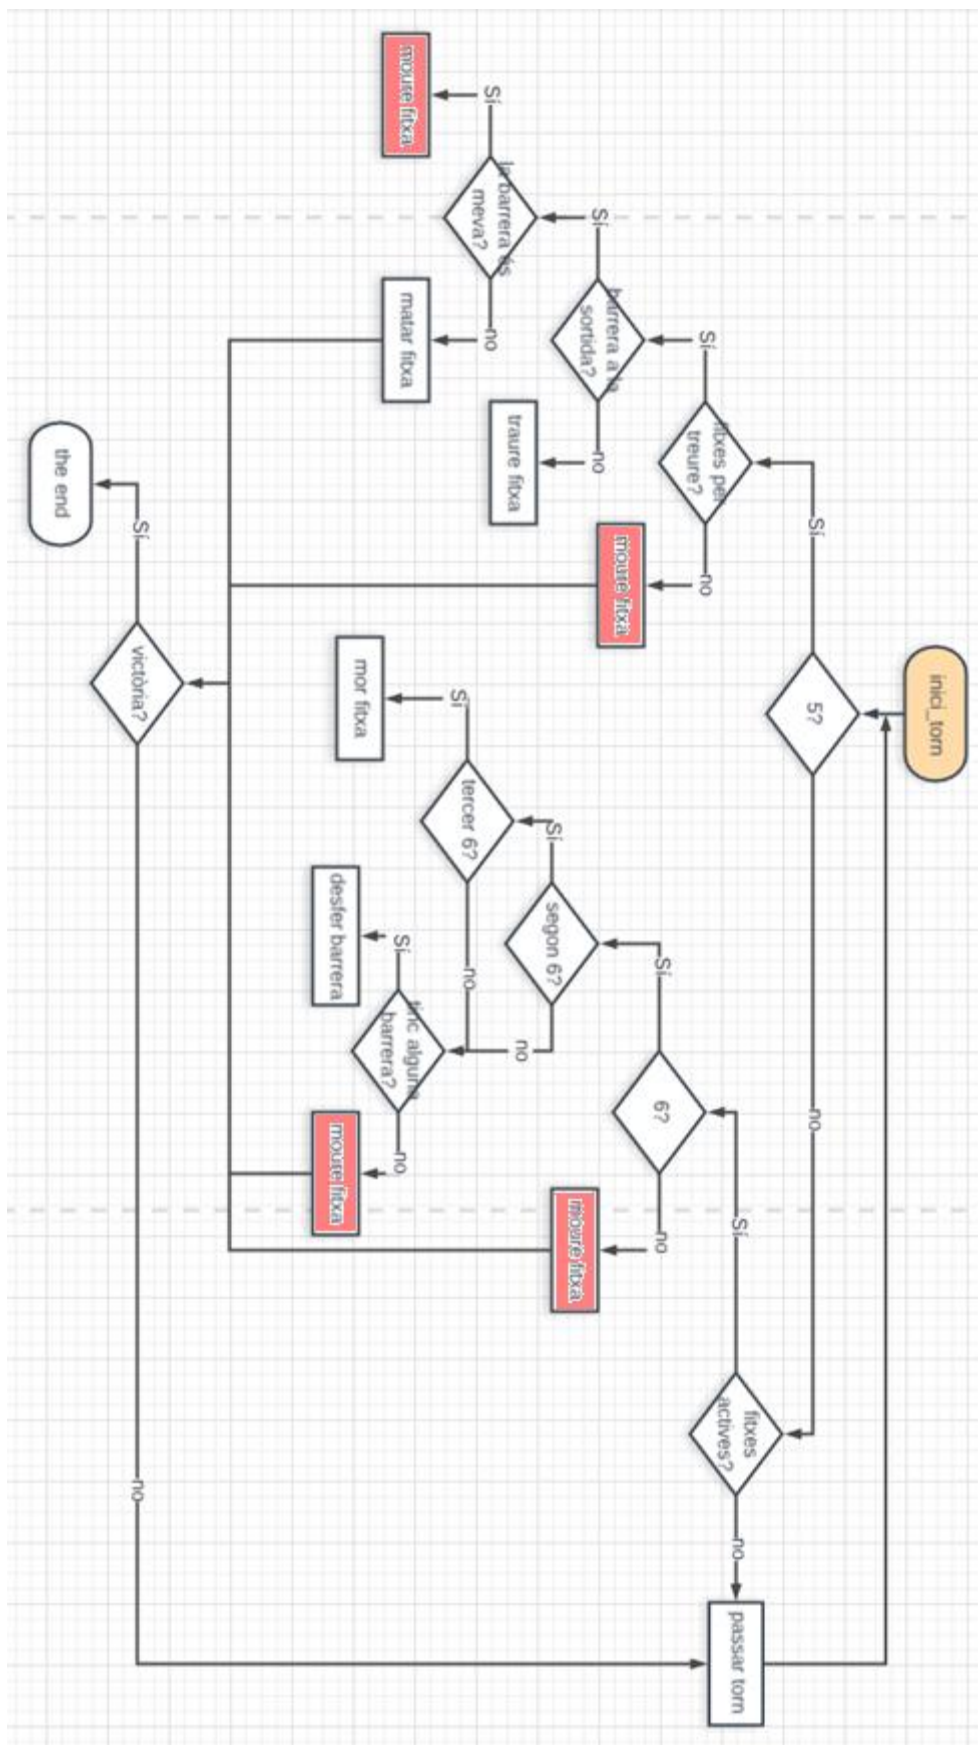 inici_torn
Sí
5?
no
fitxes
actives?
Sí
no
passar torn
Sí
fitxes per
treure?
no
Sí
6?
no
moure fitxa
Sí
barrera a la
sortida?
no
moure fitxa
Sí
segon 6?
no
traure fitxa
Sí
la barrera és
meva?
no
Sí
tercer 6?
no
moure fitxa
matar fitxa
Sí
tinc alguna
barrera?
no
mor fitxa
desfer barrera
moure fitxa
Sí
victòria?
no
the end